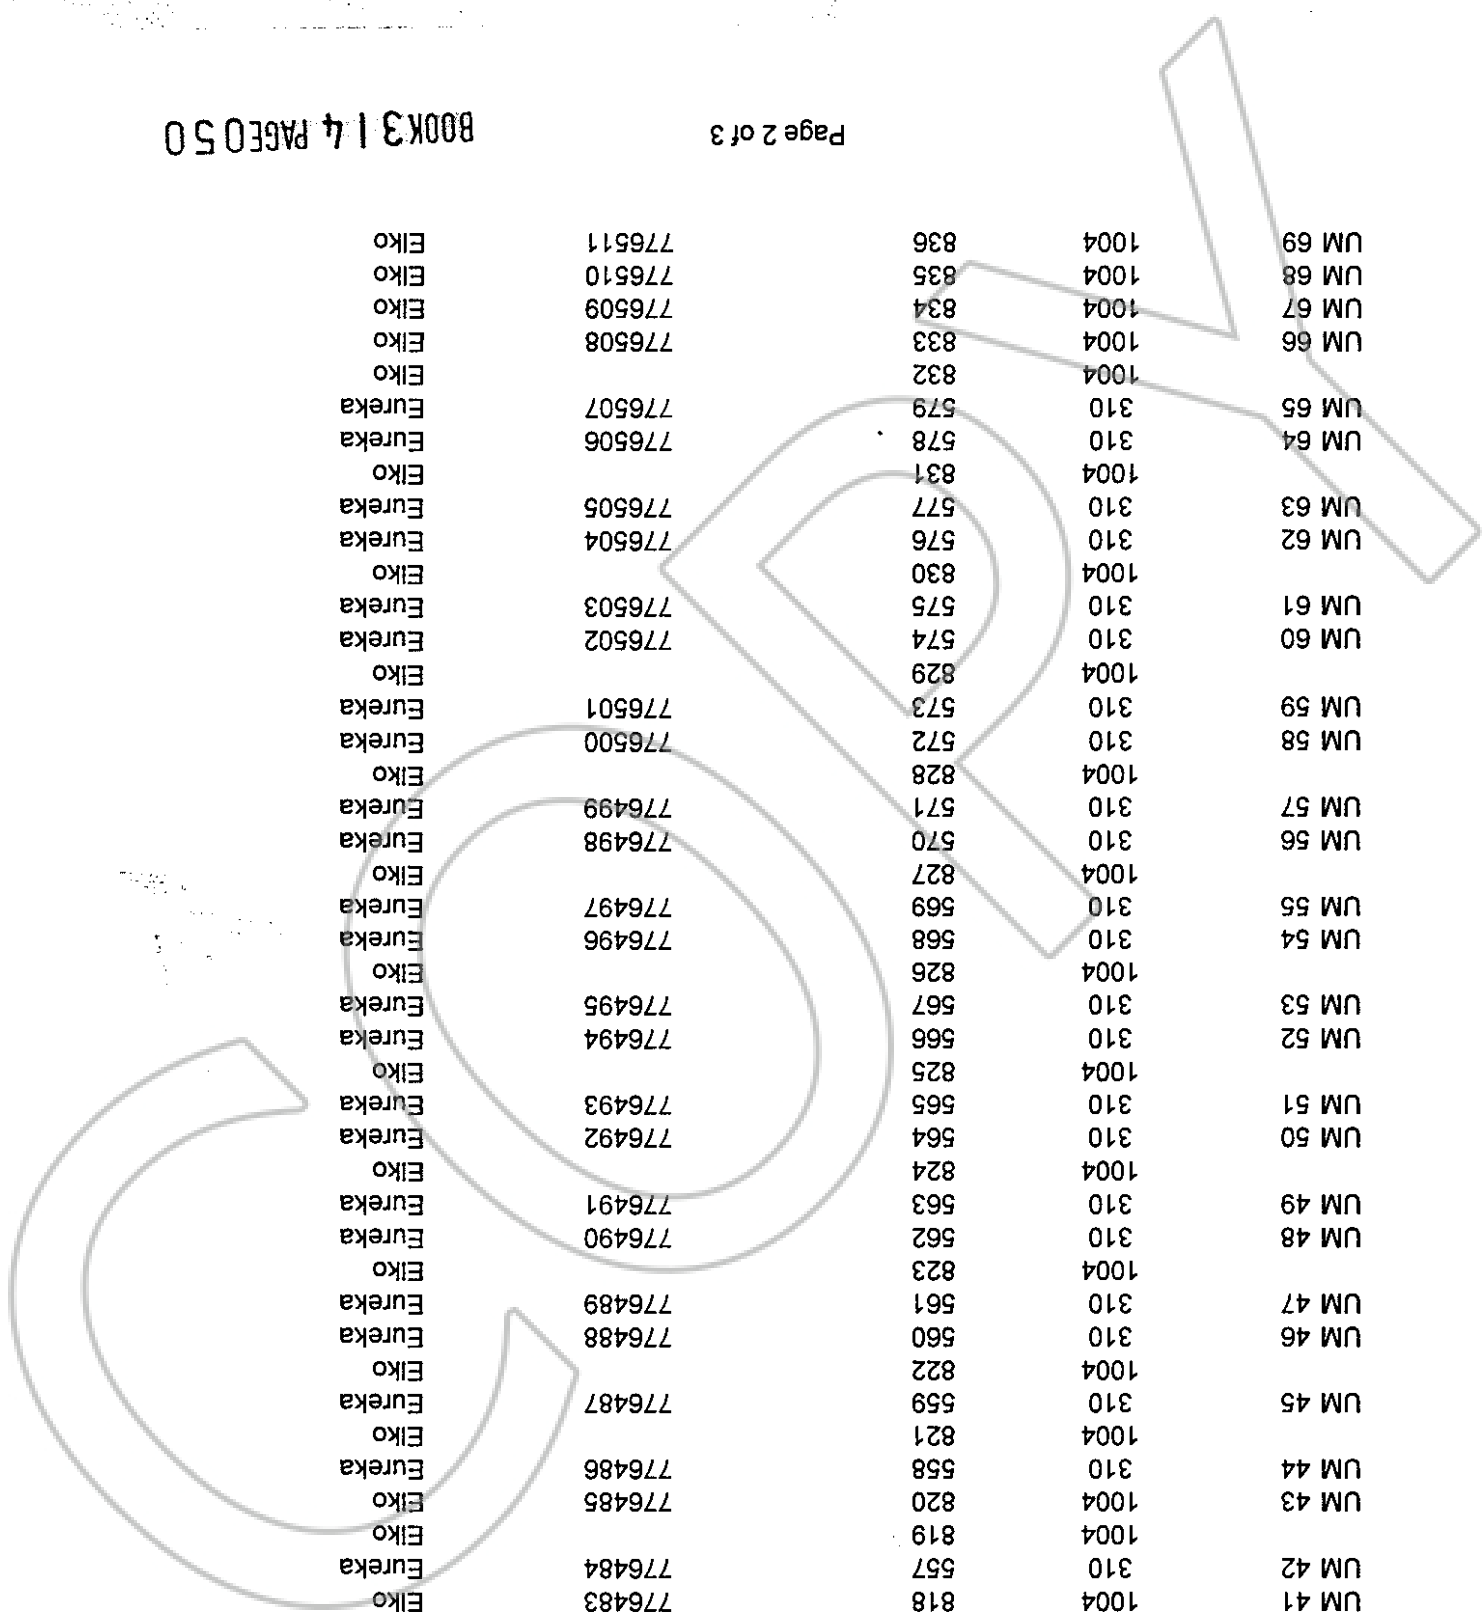 UM 41 1004 818 776483 Elko
UM 42 310 557 776484 Eureka
1004 819 Elko
UM 43 1004 820 776485 Elko
UM 44 310 558 776486 Eureka
1004 821 Elko
UM 45 310 559 776487 Eureka
1004 822 Elko
UM 46 310 560 776488 Eureka
UM 47 310 561 776489 Eureka
1004 823 Elko
UM 48 310 562 776490 Eureka
UM 49 310 563 776491 Eureka
1004 824 Elko
UM 50 310 564 776492 Eureka
UM 51 310 565 776493 Eureka
1004 825 Elko
UM 52 310 566 776494 Eureka
UM 53 310 567 776495 Eureka
1004 826 Elko
UM 54 310 568 776496 Eureka
UM 55 310 569 776497 Eureka
1004 827 Elko
UM 56 310 570 776498 Eureka
UM 57 310 571 776499 Eureka
1004 828 Elko
UM 58 310 572 776500 Eureka
UM 59 310 573 776501 Eureka
1004 829 Elko
UM 60 310 574 776502 Eureka
UM 61 310 575 776503 Eureka
1004 830 Elko
UM 62 310 576 776504 Eureka
UM 63 310 577 776505 Eureka
1004 831 Elko
UM 64 310 578 776506 Eureka
UM 65 310 579 776507 Eureka
1004 832 Elko
UM 66 1004 833 776508 Elko
UM 67 1004 834 776509 Elko
UM 68 1004 835 776510 Elko
UM 69 1004 836 776511 Elko
Page 2 of 3
BOOK 3 1 4 PAGE 0 5 0
COPY